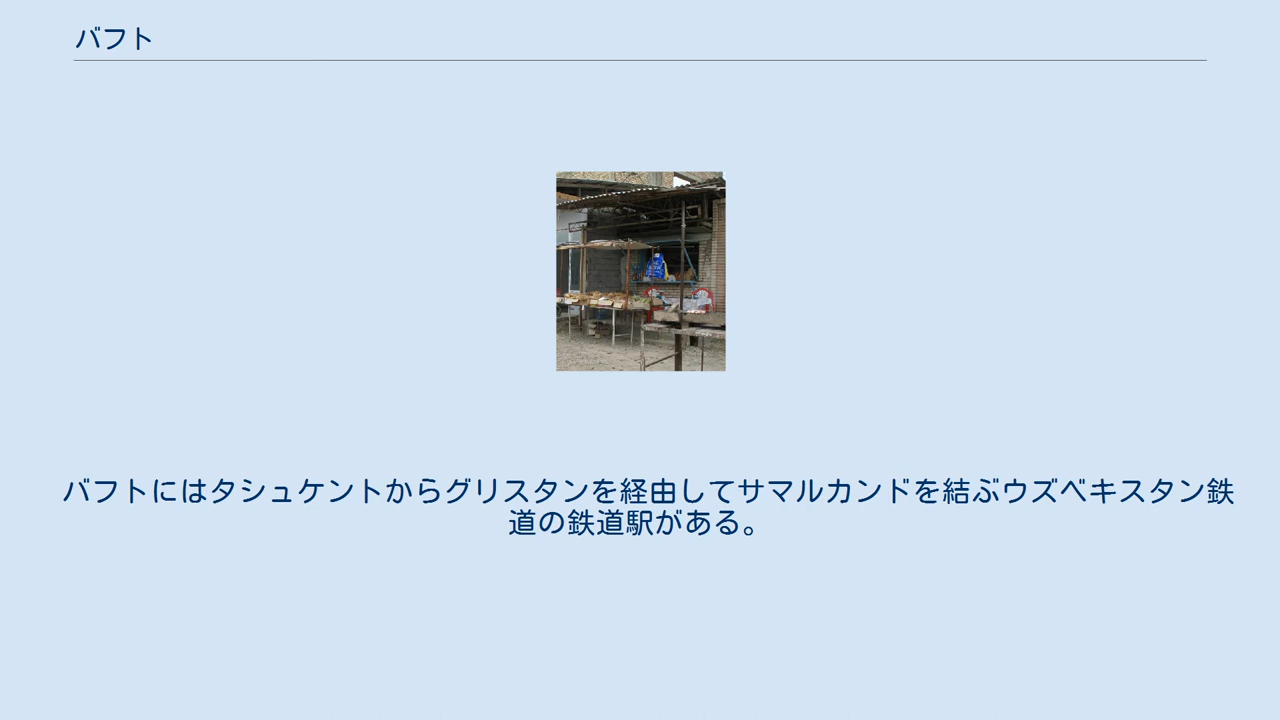 バフト
バフトにはタシュケントからグリスタンを経由してサマルカンドを結ぶウズベキスタン鉄
道の鉄道駅がある。